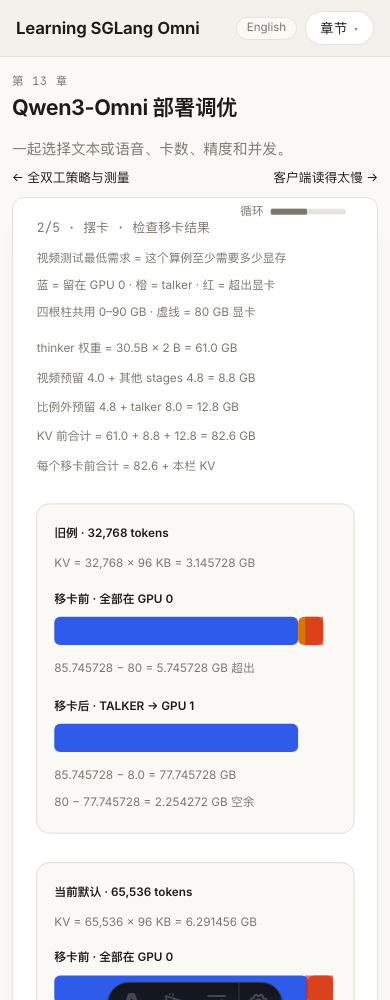 Learning SGLang Omni
English
章节
第 13 章
Qwen3-Omni 部署调优
一起选择文本或语音、卡数、精度和并发。
← 全双工策略与测量
客户端读得太慢 →
循环
2/5 · 摆卡 · 检查移卡结果
视频测试最低需求 = 这个算例至少需要多少显存
蓝 = 留在 GPU 0 · 橙 = talker · 红 = 超出显卡
四根柱共用 0–90 GB · 虚线 = 80 GB 显卡
thinker 权重 = 30.5B × 2 B = 61.0 GB
视频预留 4.0 + 其他 stages 4.8 = 8.8 GB
比例外预留 4.8 + talker 8.0 = 12.8 GB
KV 前合计 = 61.0 + 8.8 + 12.8 = 82.6 GB
每个移卡前合计 = 82.6 + 本栏 KV
旧例 · 32,768 tokens
KV = 32,768 × 96 KB = 3.145728 GB
移卡前 · 全部在 GPU 0
85.745728 − 80 = 5.745728 GB 超出
移卡后 · TALKER → GPU 1
85.745728 − 8.0 = 77.745728 GB
80 − 77.745728 = 2.254272 GB 空余
当前默认 · 65,536 tokens
KV = 65,536 × 96 KB = 6.291456 GB
移卡前 · 全部在 GPU 0